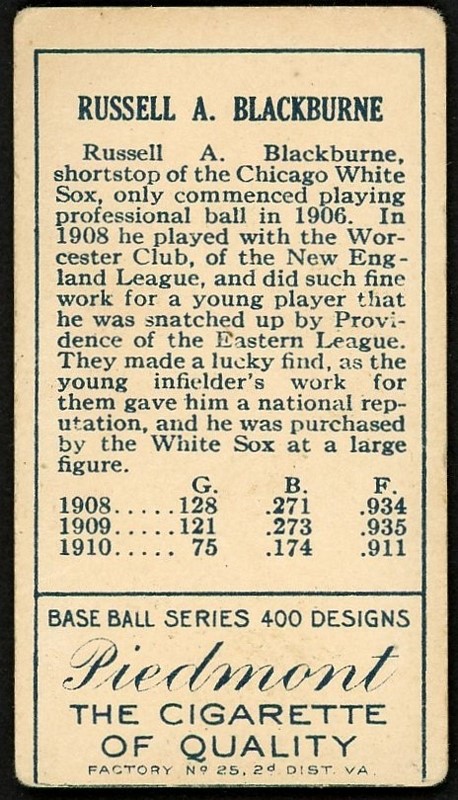 RUSSELL A. BLACKBURNE
Russell A. Blackburne,
shortstop of the Chicago White
Sox, only commenced playing
professional ball in 1906. In
1908 he played with the Wor-
cester Club, of the New Eng-
land League, and did such fine
work for a young player that
he was snatched up by Provi-
dence of the Eastern League.
They made a lucky find, as the
young infielder's work for
them gave him a national rep-
utation, and he was purchased
by the White Sox at a large
figure.
G. B. F.
1908.....128 .271 .934
1909.....121 .273 .935
1910..... 75 .174 .911
BASE BALL SERIES 400 DESIGNS
Piedmont
THE CIGARETTE
OF QUALITY
FACTORY Nº 25, 2d DIST. VA.